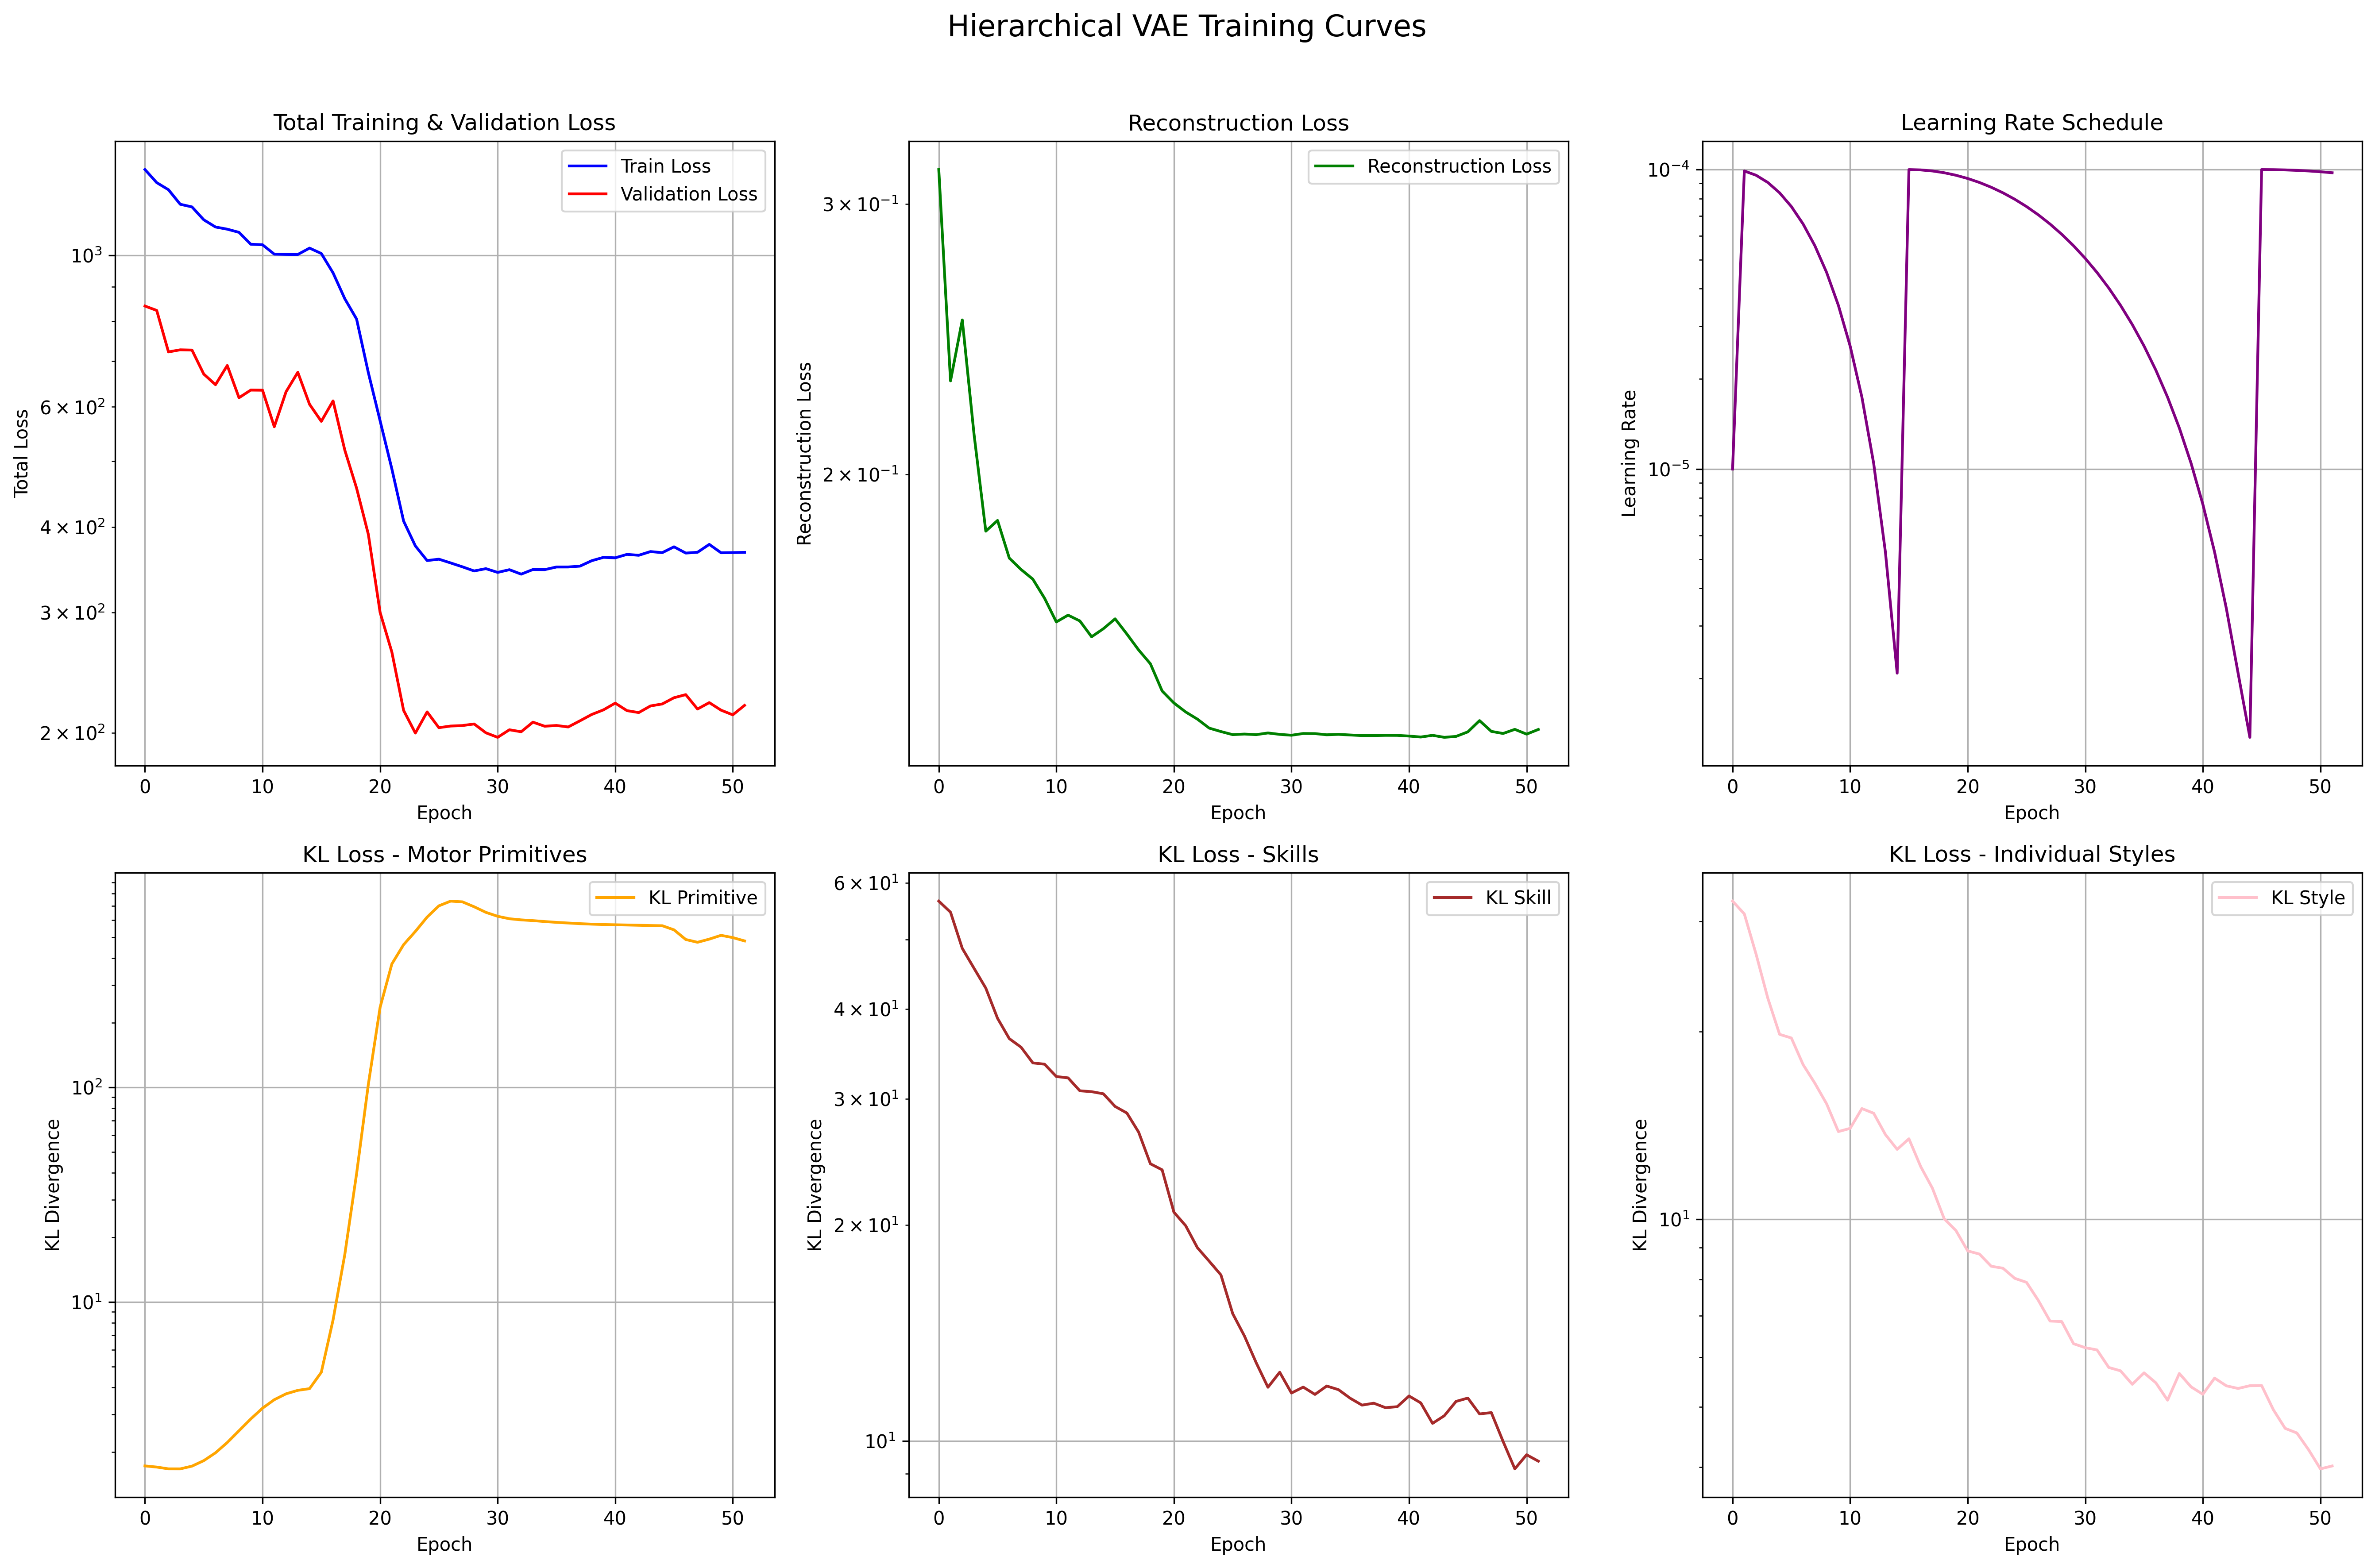 Hierarchical VAE Training Curves
Total Training & Validation Loss
Train Loss
Validation Loss
10³
6 × 10²
4 × 10²
3 × 10²
2 × 10²
Total Loss
0 10 20 30 40 50
Epoch
Reconstruction Loss
Reconstruction Loss
3 × 10⁻¹
2 × 10⁻¹
Reconstruction Loss
0 10 20 30 40 50
Epoch
Learning Rate Schedule
10⁻⁴
10⁻⁵
Learning Rate
0 10 20 30 40 50
Epoch
KL Loss - Motor Primitives
KL Primitive
10²
10¹
KL Divergence
0 10 20 30 40 50
Epoch
KL Loss - Skills
KL Skill
6 × 10¹
4 × 10¹
3 × 10¹
2 × 10¹
10¹
KL Divergence
0 10 20 30 40 50
Epoch
KL Loss - Individual Styles
KL Style
10¹
KL Divergence
0 10 20 30 40 50
Epoch